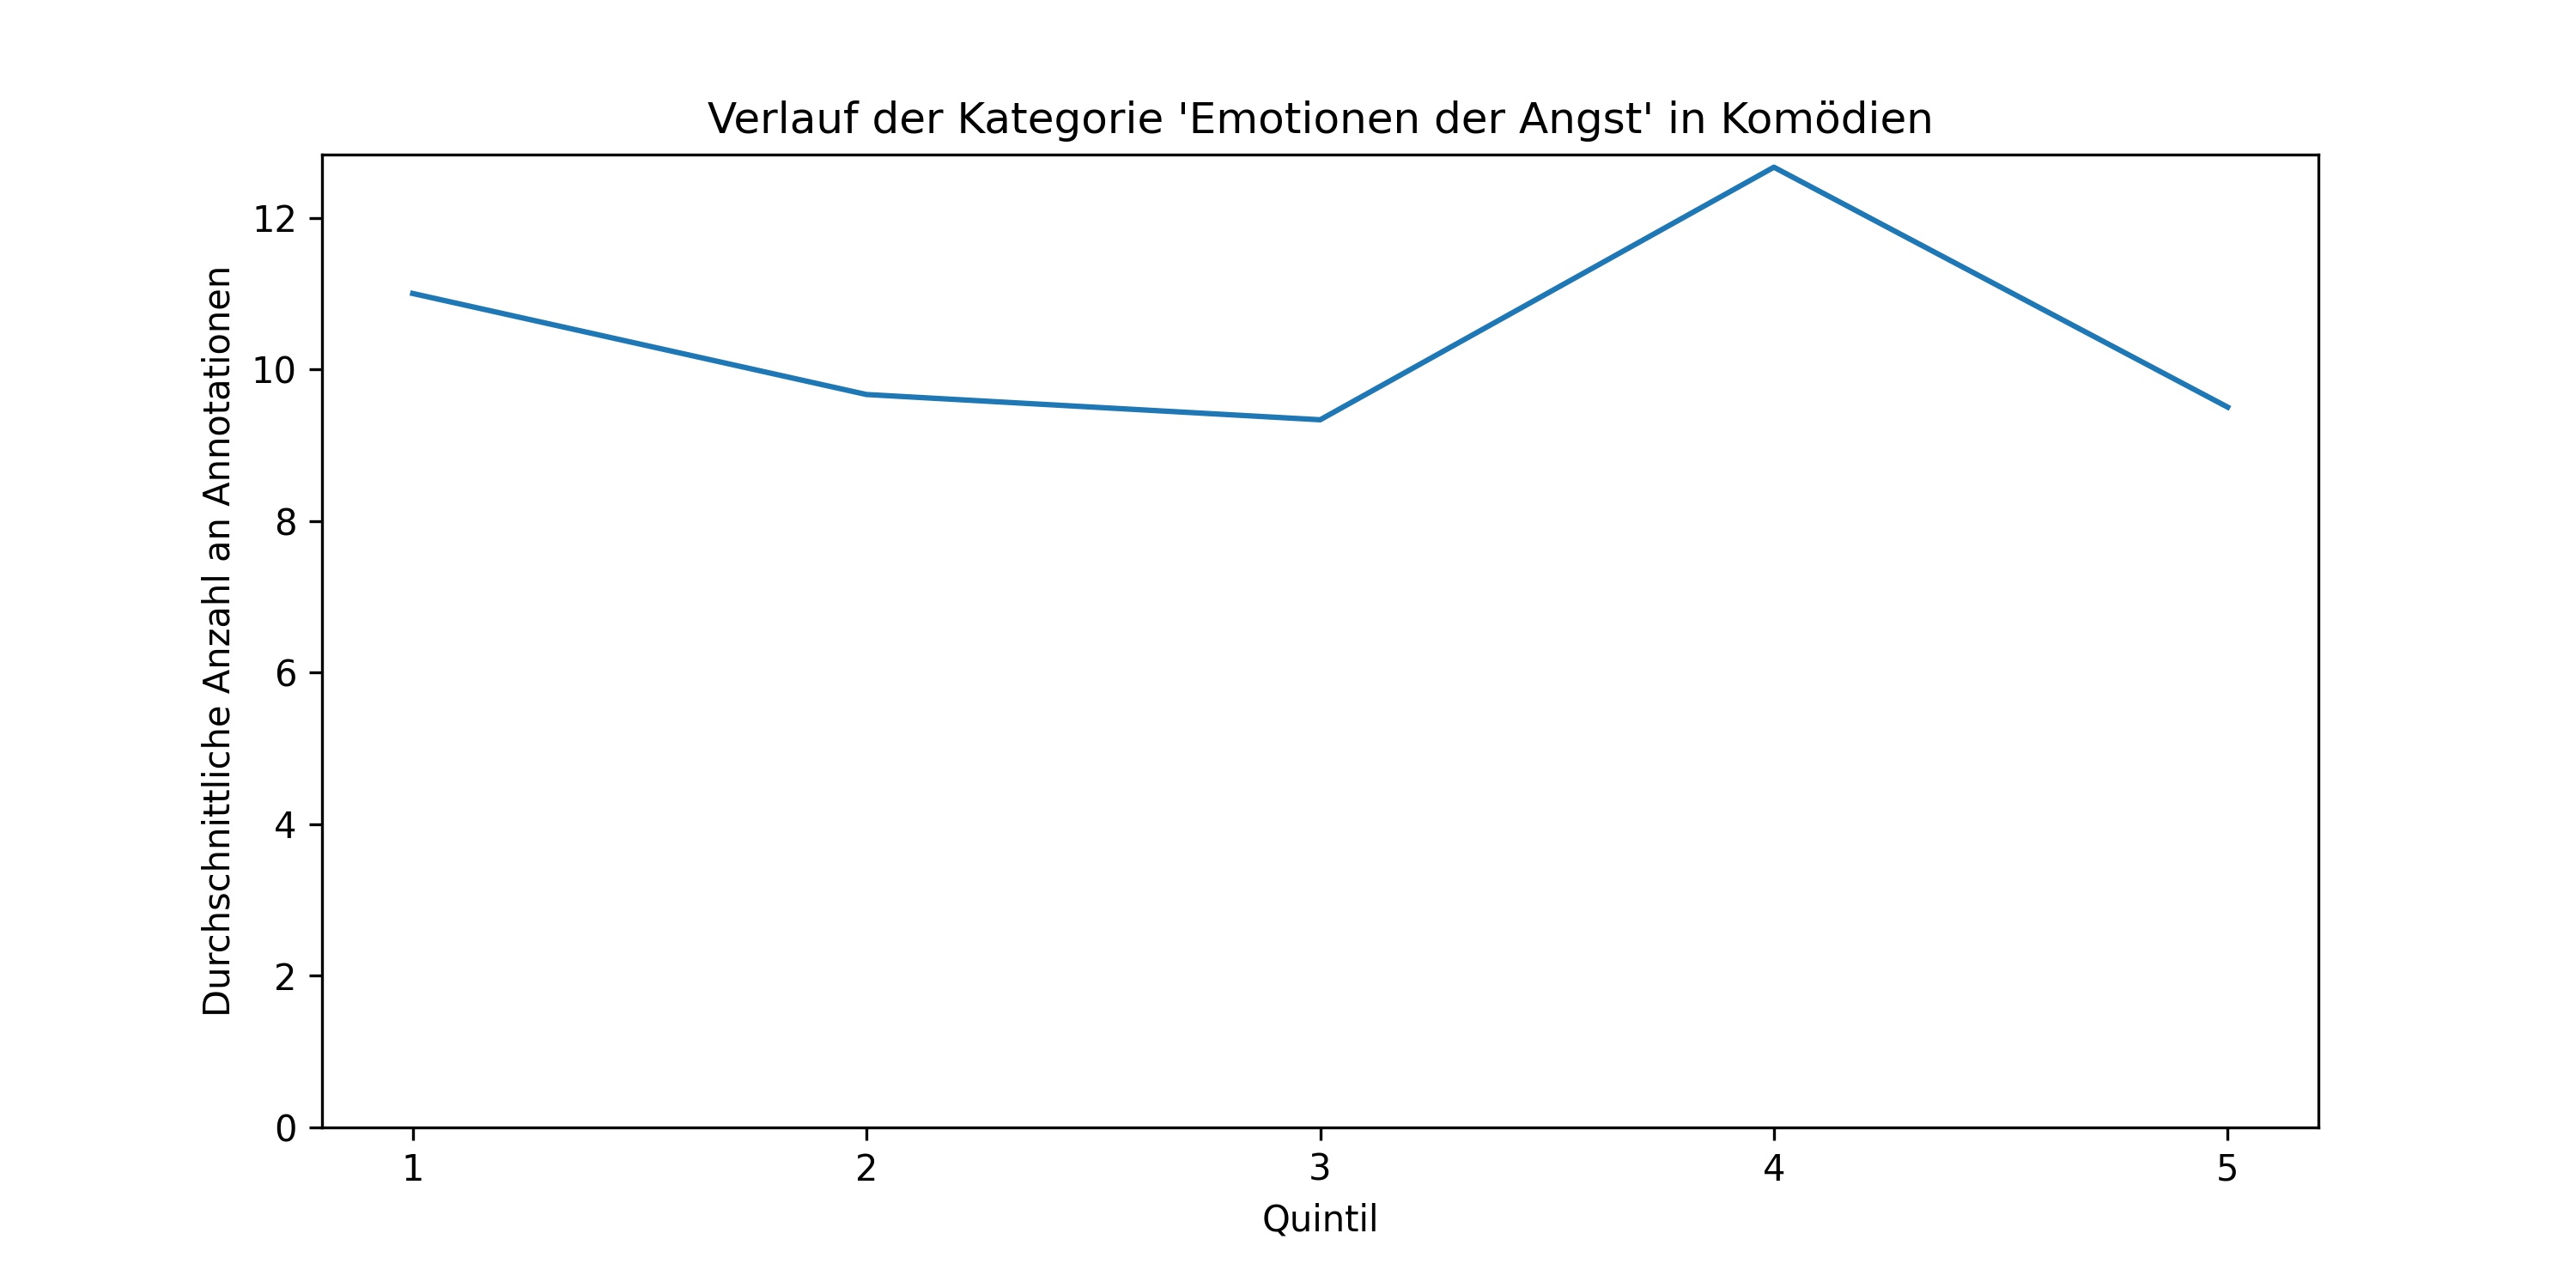 Verlauf der Kategorie 'Emotionen der Angst' in Komödien
Durchschnittliche Anzahl an Annotationen
12
10
8
6
4
2
0
1 2 3 4 5
Quintil